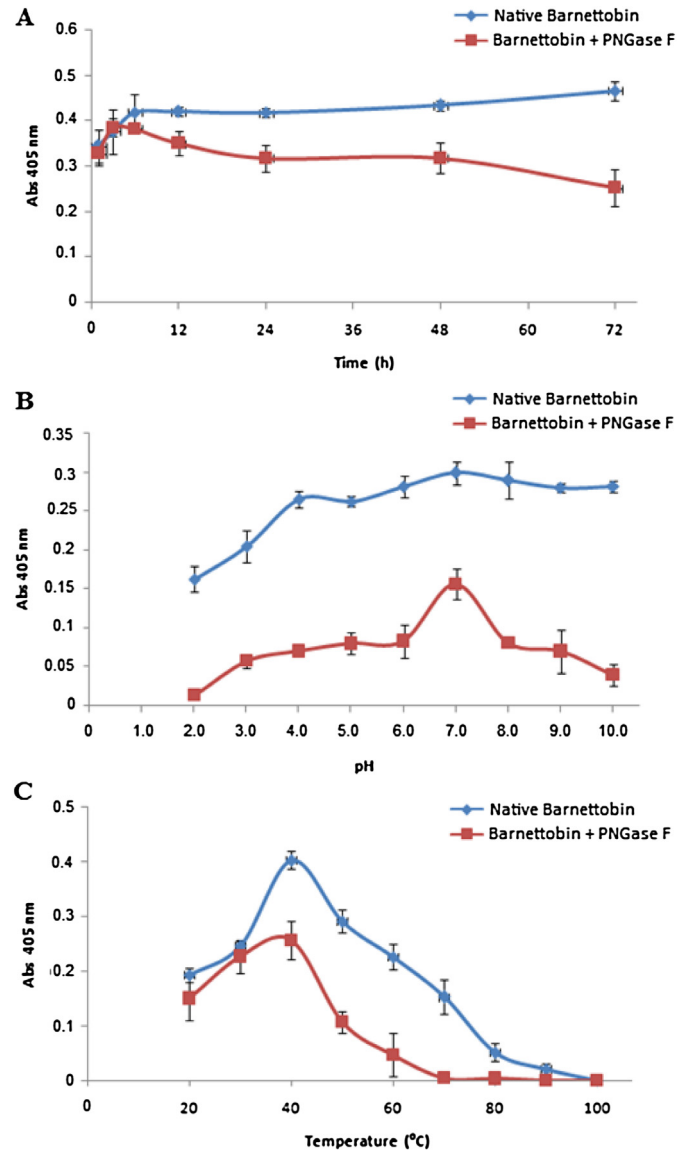 A
Native Barnettobin
Barnettobin + PNGase F
0.6
0.5
0.4
0.3
0.2
0.1
0
Abs 405 nm
0 12 24 36 48 60 72
Time (h)
B
Native Barnettobin
Barnettobin + PNGase F
0.35
0.3
0.25
0.2
0.15
0.1
0.05
0
Abs 405 nm
0 1.0 2.0 3.0 4.0 5.0 6.0 7.0 8.0 9.0 10.0
pH
C
Native Barnettobin
Barnettobin + PNGase F
0.5
0.4
0.3
0.2
0.1
0
Abs 405 nm
0 20 40 60 80 100
Temperature (°C)